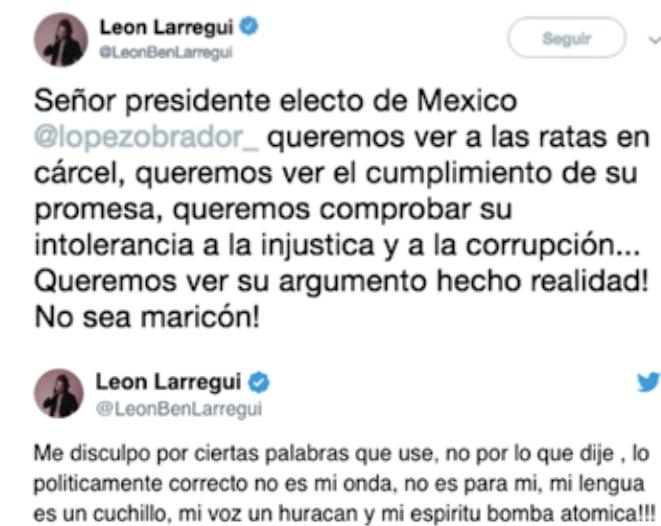 Leon Larregui
@LeonBenLarregui
Seguir
Señor presidente electo de Mexico
@lopezobrador_ queremos ver a las ratas en
cárcel, queremos ver el cumplimiento de su
promesa, queremos comprobar su
intolerancia a la injustica y a la corrupción...
Queremos ver su argumento hecho realidad!
No sea maricón!
Leon Larregui
@LeonBenLarregui
Me disculpo por ciertas palabras que use, no por lo que dije , lo
politicamente correcto no es mi onda, no es para mi, mi lengua
es un cuchillo, mi voz un huracan y mi espiritu bomba atomica!!!